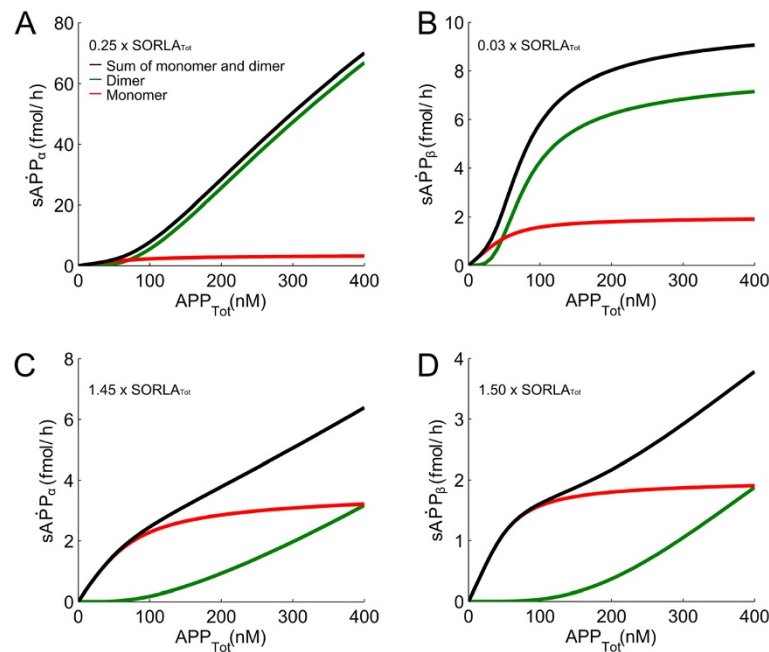 A
80
60
40
20
0
0.25 x SORLATot
Sum of monomer and dimer
Dimer
Monomer
sAṖPα (fmol/ h)
0 100 200 300 400
APPTot(nM)
B
10
8
6
4
2
0
0.03 x SORLATot
sAṖPβ (fmol/ h)
0 100 200 300 400
APPTot(nM)
C
8
6
4
2
0
1.45 x SORLATot
sAṖPα (fmol/ h)
0 100 200 300 400
APPTot(nM)
D
4
3
2
1
0
1.50 x SORLATot
sAṖPβ (fmol/ h)
0 100 200 300 400
APPTot(nM)